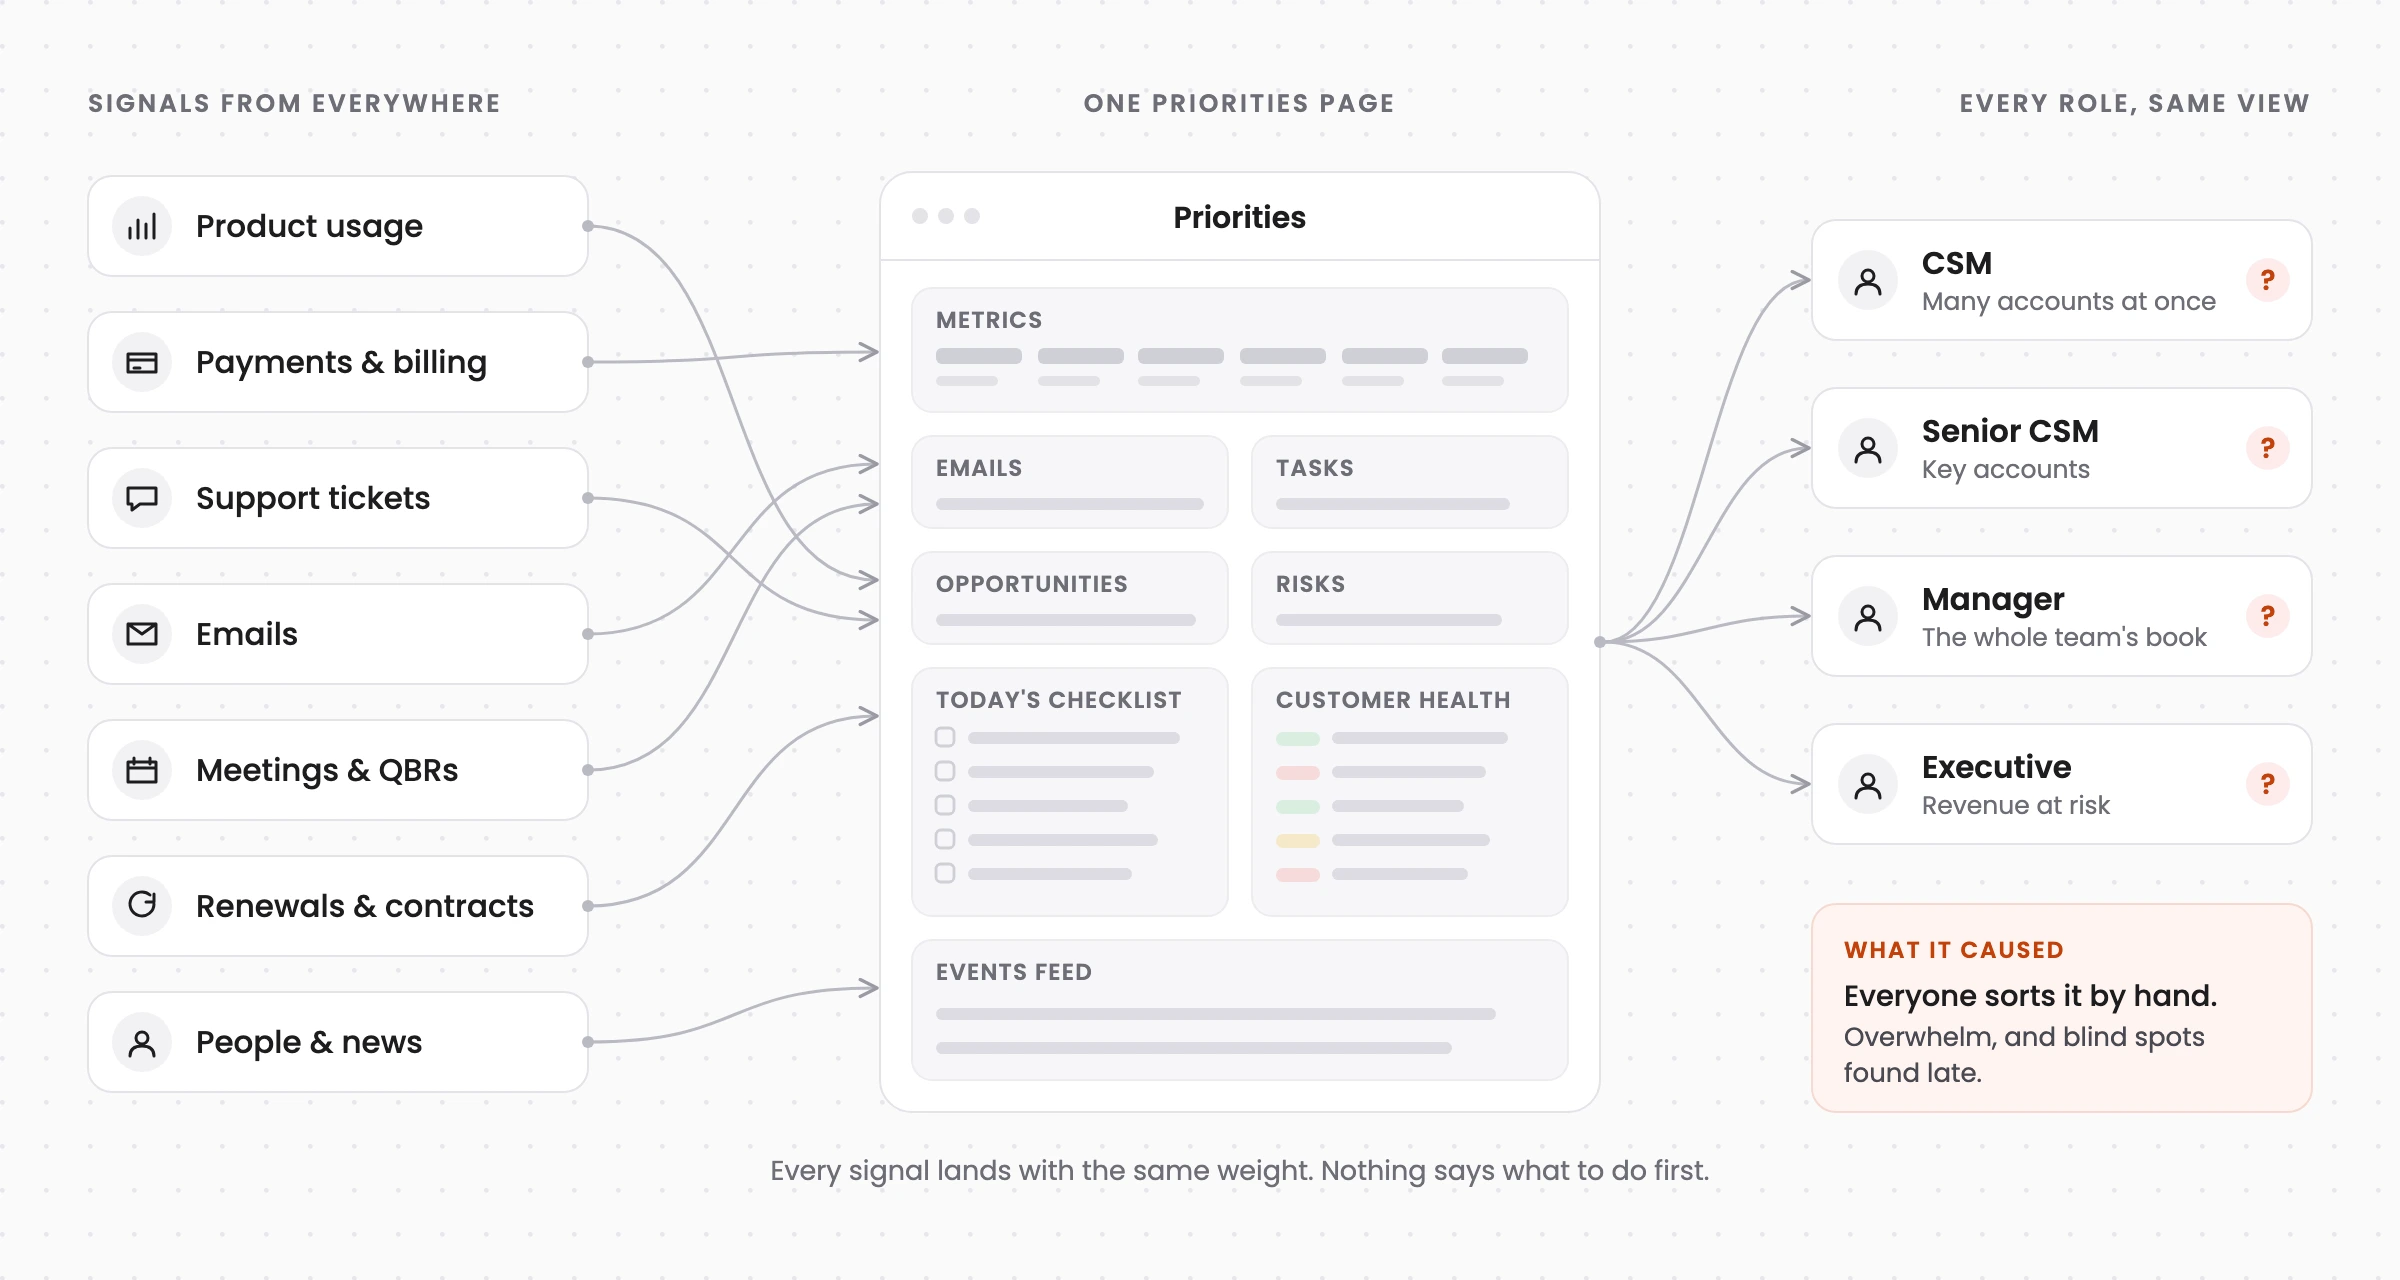 SIGNALS FROM EVERYWHERE
Product usage
Payments & billing
Support tickets
Emails
Meetings & QBRs
Renewals & contracts
People & news
ONE PRIORITIES PAGE
Priorities
METRICS
EMAILS
TASKS
OPPORTUNITIES
RISKS
TODAY'S CHECKLIST
CUSTOMER HEALTH
EVENTS FEED
EVERY ROLE, SAME VIEW
CSM
Many accounts at once
?
Senior CSM
Key accounts
?
Manager
The whole team's book
?
Executive
Revenue at risk
?
WHAT IT CAUSED
Everyone sorts it by hand.
Overwhelm, and blind spots
found late.
Every signal lands with the same weight. Nothing says what to do first.